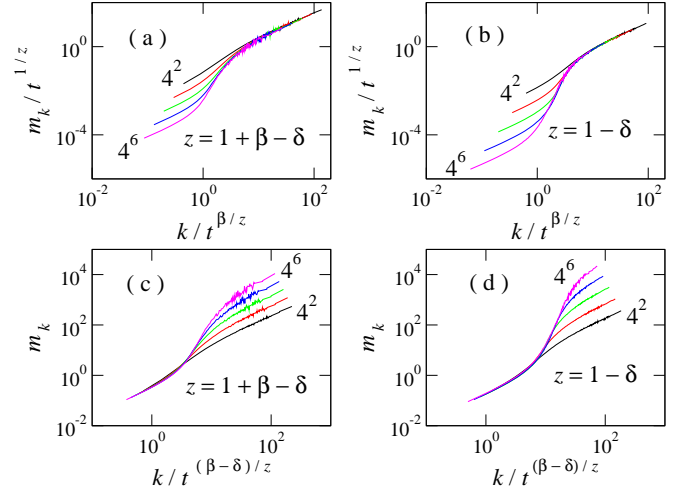 ( a )
( b )
10^0
10^-4
m_k / t^{1/z}
4^2
4^6
z = 1 + β − δ
10^-2
10^0
10^2
k / t^{β/z}
10^0
10^-4
m_k / t^{1/z}
4^2
4^6
z = 1 − δ
10^-2
10^0
10^2
k / t^{β/z}
( c )
( d )
10^4
10^2
10^0
10^-2
m_k
4^6
4^2
z = 1 + β − δ
10^0
10^2
k / t^{(β − δ)/z}
10^4
10^2
10^0
10^-2
m_k
4^6
4^2
z = 1 − δ
10^0
10^2
k / t^{(β − δ)/z}